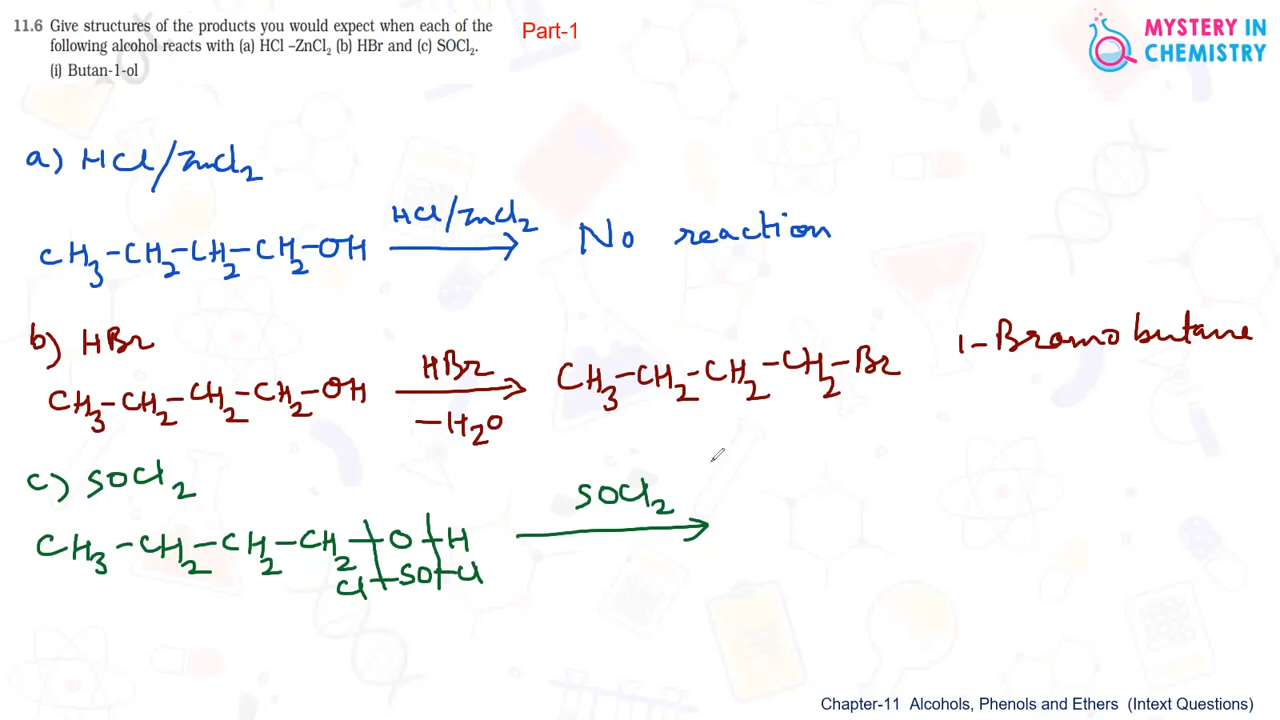 11.6 Give structures of the products you would expect when each of the
following alcohol reacts with (a) HCl –ZnCl₂ (b) HBr and (c) SOCl₂.
(i) Butan-1-ol
Part-1
MYSTERY IN
CHEMISTRY
a) HCl/ZnCl₂
CH₃-CH₂-CH₂-CH₂-OH HCl/ZnCl₂ No reaction
b) HBr
CH₃-CH₂-CH₂-CH₂-OH HBr -H₂O CH₃-CH₂-CH₂-CH₂-Br 1-Bromobutane
c) SOCl₂
CH₃-CH₂-CH₂-CH₂-O-H SOCl₂
Cl-SO-Cl
Chapter-11 Alcohols, Phenols and Ethers (Intext Questions)